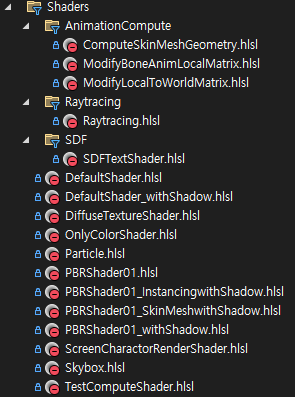 Shaders
AnimationCompute
ComputeSkinMeshGeometry.hlsl
ModifyBoneAnimLocalMatrix.hlsl
ModifyLocalToWorldMatrix.hlsl
Raytracing
Raytracing.hlsl
SDF
SDFTextShader.hlsl
DefaultShader.hlsl
DefaultShader_withShadow.hlsl
DiffuseTextureShader.hlsl
OnlyColorShader.hlsl
Particle.hlsl
PBRShader01.hlsl
PBRShader01_InstancingwithShadow.hlsl
PBRShader01_SkinMeshwithShadow.hlsl
PBRShader01_withShadow.hlsl
ScreenCharactorRenderShader.hlsl
Skybox.hlsl
TestComputeShader.hlsl